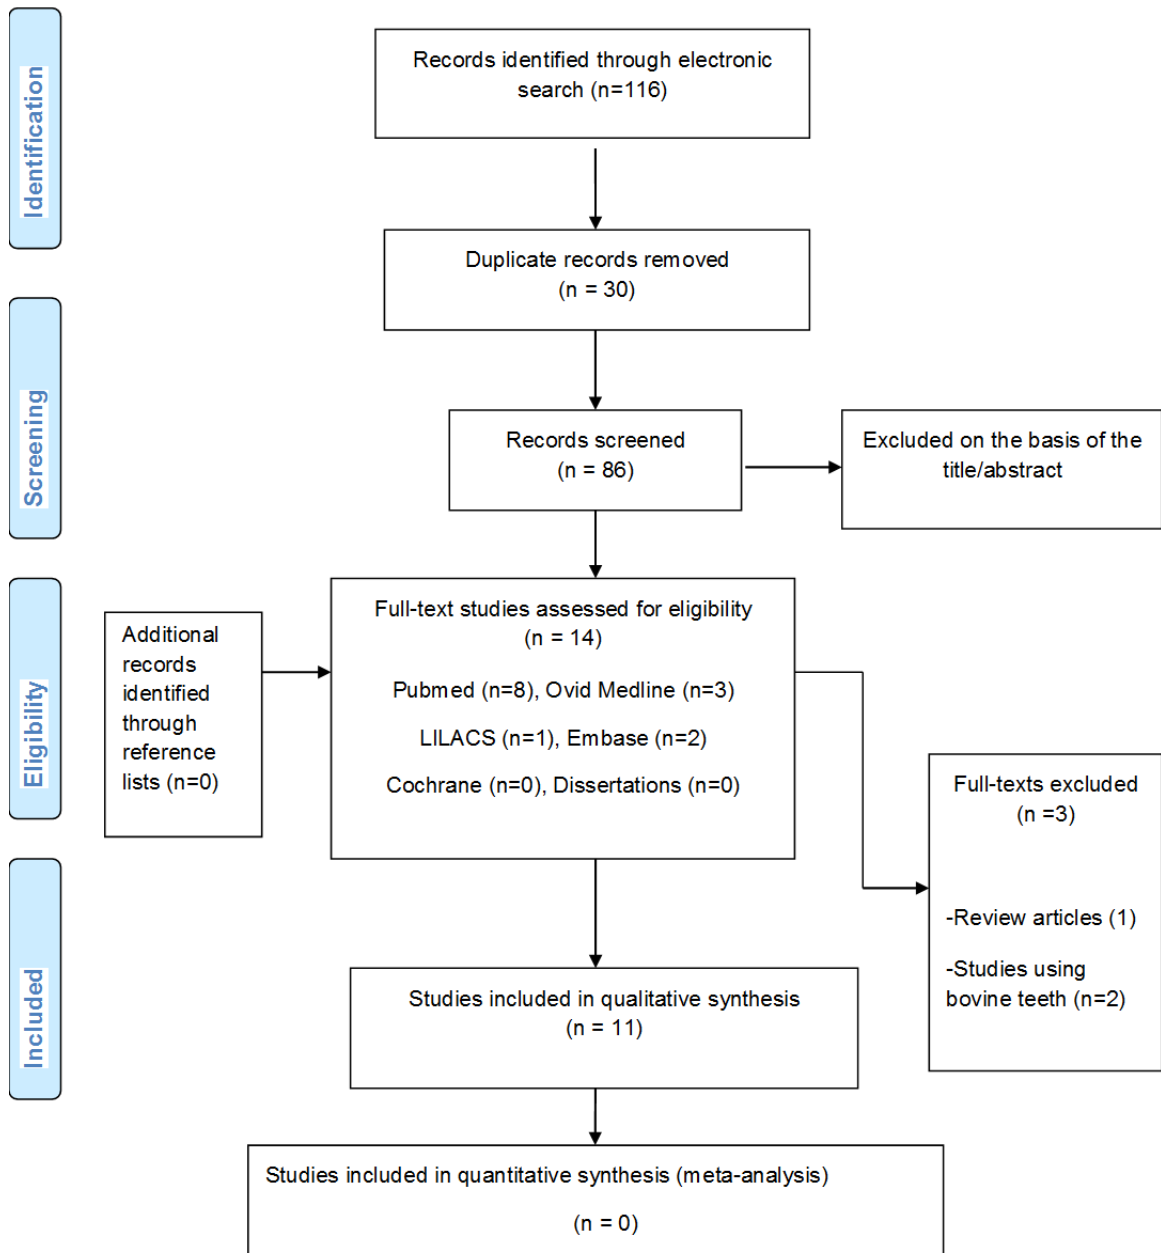 Identification
Records identified through electronic
search (n=116)
Duplicate records removed
(n = 30)
Screening
Records screened
(n = 86)
Excluded on the basis of the
title/abstract
Eligibility
Additional
records
identified
through
reference
lists (n=0)
Full-text studies assessed for eligibility
(n = 14)
Pubmed (n=8), Ovid Medline (n=3)
LILACS (n=1), Embase (n=2)
Cochrane (n=0), Dissertations (n=0)
Full-texts excluded
(n =3)
-Review articles (1)
-Studies using
bovine teeth (n=2)
Included
Studies included in qualitative synthesis
(n = 11)
Studies included in quantitative synthesis (meta-analysis)
(n = 0)